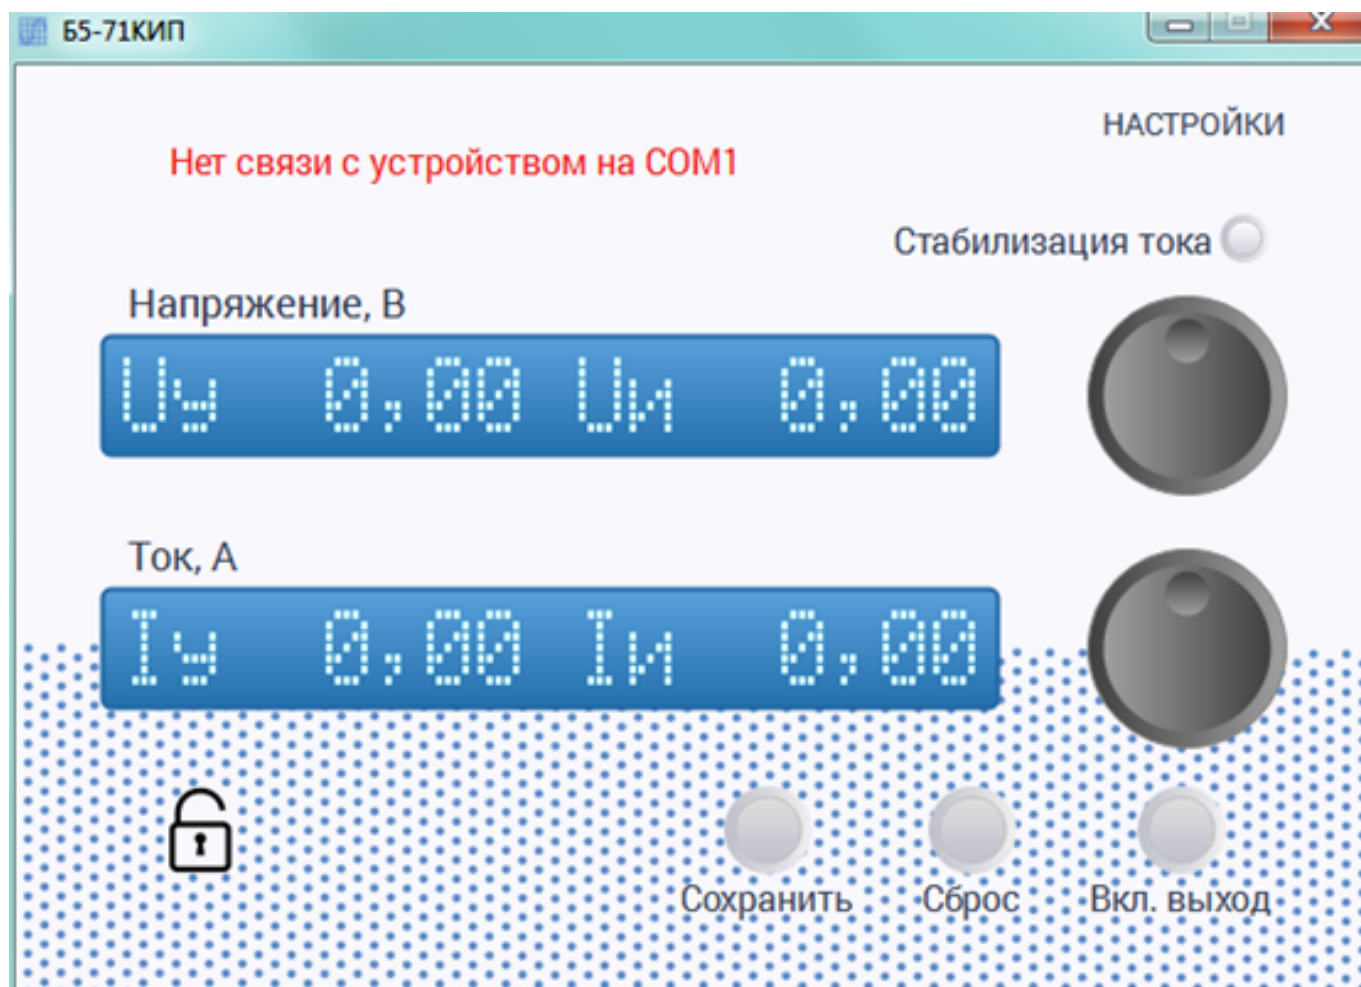 Б5-71КИП
НАСТРОЙКИ
Нет связи с устройством на COM1
Стабилизация тока
Напряжение, В
Uу 0,00 Uи 0,00
Ток, А
Iу 0,00 Iи 0,00
Сохранить Сброс Вкл. выход